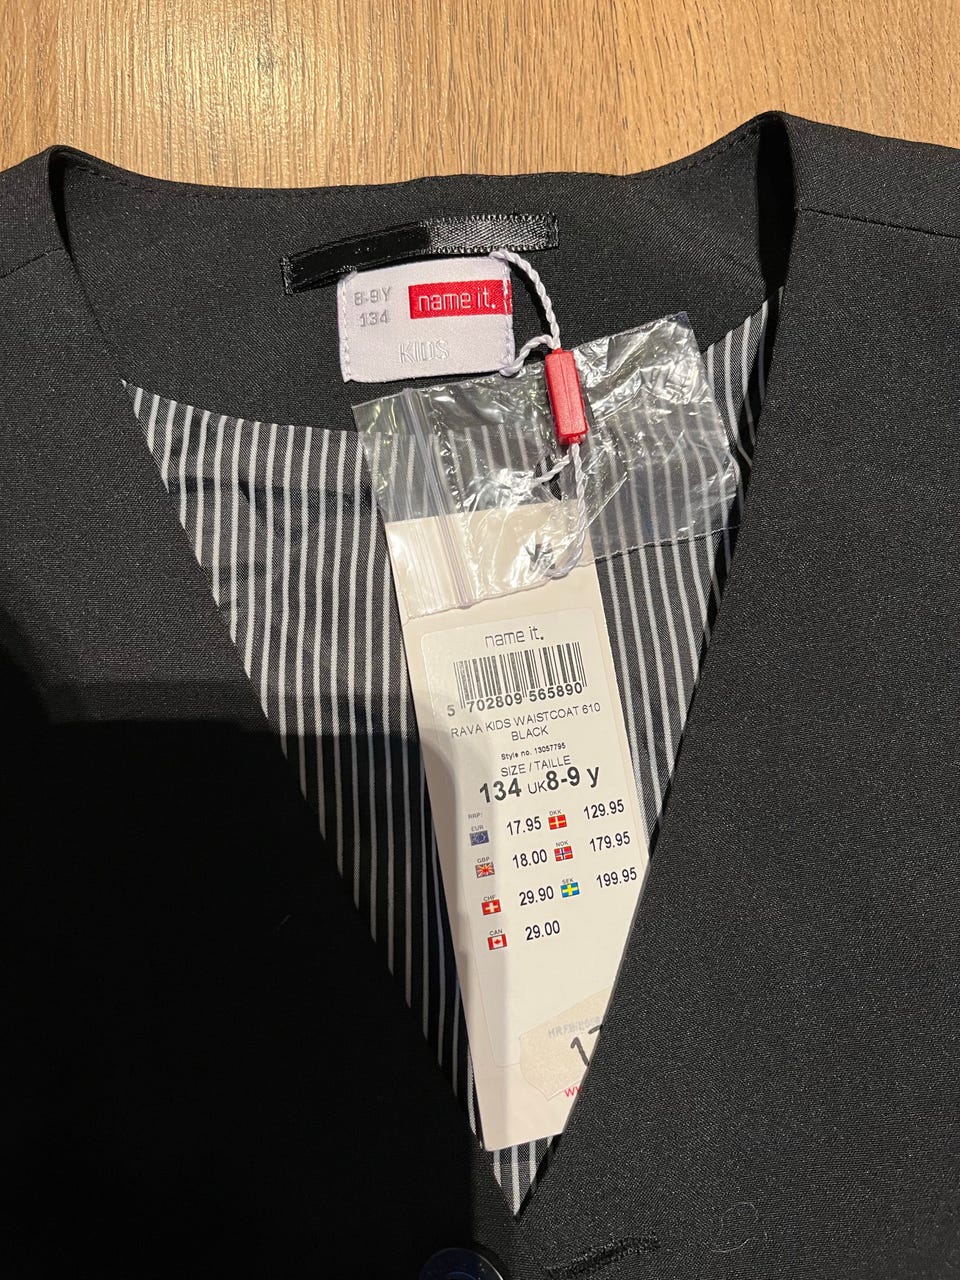 8-9Y
134
name it.
KIDS
name it.
5 702809 565890
RAVA KIDS WAISTCOAT 610
BLACK
Style no. 13057795
SIZE / TAILLE
134 UK 8-9 y
RRP:
EUR 17.95 DKK 129.95
GBP 18.00 NOK 179.95
CHF 29.90 SEK 199.95
CAN 29.00